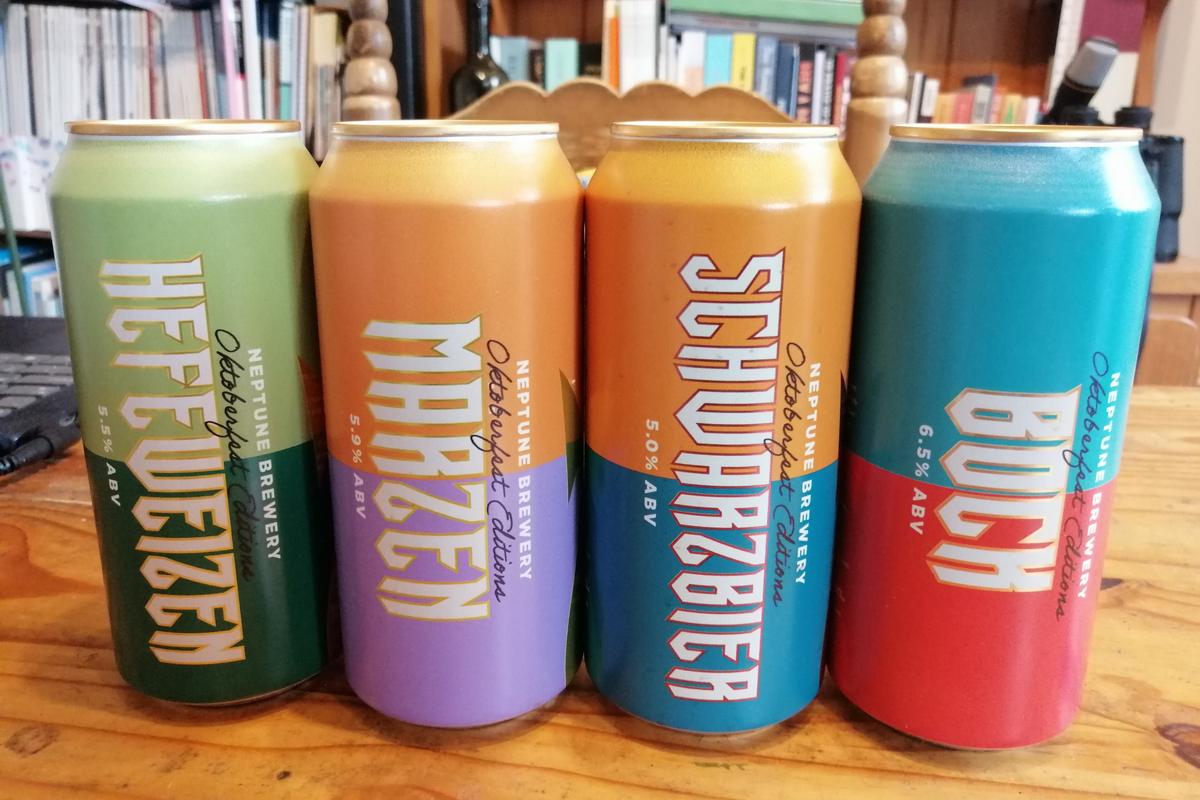 HEFEWEIZEN
Oktoberfest Editions
NEPTUNE BREWERY
5.5% ABV
MARZEN
Oktoberfest Editions
NEPTUNE BREWERY
5.9% ABV
SCHWARZBIER
Oktoberfest Editions
NEPTUNE BREWERY
5.0% ABV
BOCK
Oktoberfest Editions
NEPTUNE BREWERY
6.5% ABV